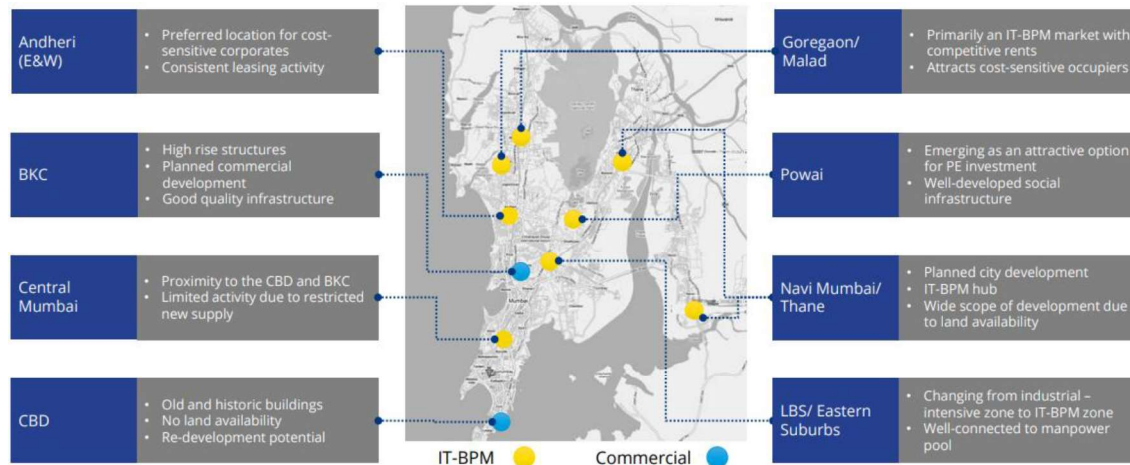 Andheri
(E&W)
• Preferred location for cost-
sensitive corporates
• Consistent leasing activity
BKC
• High rise structures
• Planned commercial
development
• Good quality infrastructure
Central
Mumbai
• Proximity to the CBD and BKC
• Limited activity due to restricted
new supply
CBD
• Old and historic buildings
• No land availability
• Re-development potential
Thane
Mumbai
IT-BPM
Commercial
Goregaon/
Malad
• Primarily an IT-BPM market with
competitive rents
• Attracts cost-sensitive occupiers
Powai
• Emerging as an attractive option
for PE investment
• Well-developed social
infrastructure
Navi Mumbai/
Thane
• Planned city development
• IT-BPM hub
• Wide scope of development due
to land availability
LBS/ Eastern
Suburbs
• Changing from industrial –
intensive zone to IT-BPM zone
• Well-connected to manpower
pool